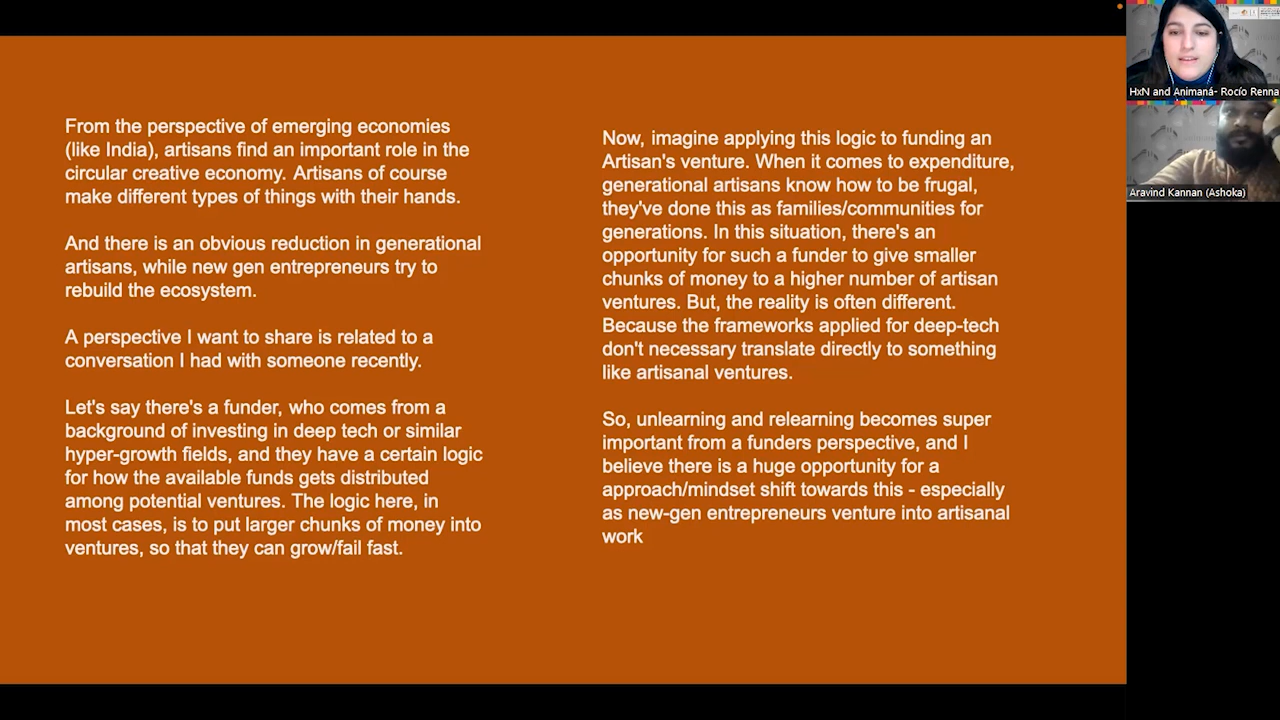 From the perspective of emerging economies
(like India), artisans find an important role in the
circular creative economy. Artisans of course
make different types of things with their hands.
And there is an obvious reduction in generational
artisans, while new gen entrepreneurs try to
rebuild the ecosystem.
A perspective I want to share is related to a
conversation I had with someone recently.
Let's say there's a funder, who comes from a
background of investing in deep tech or similar
hyper-growth fields, and they have a certain logic
for how the available funds gets distributed
among potential ventures. The logic here, in
most cases, is to put larger chunks of money into
ventures, so that they can grow/fail fast.
Now, imagine applying this logic to funding an
Artisan's venture. When it comes to expenditure,
generational artisans know how to be frugal,
they've done this as families/communities for
generations. In this situation, there's an
opportunity for such a funder to give smaller
chunks of money to a higher number of artisan
ventures. But, the reality is often different.
Because the frameworks applied for deep-tech
don't necessary translate directly to something
like artisanal ventures.
So, unlearning and relearning becomes super
important from a funders perspective, and I
believe there is a huge opportunity for a
approach/mindset shift towards this - especially
as new-gen entrepreneurs venture into artisanal
work
HxN and Animaná- Rocío Renna
Aravind Kannan (Ashoka)